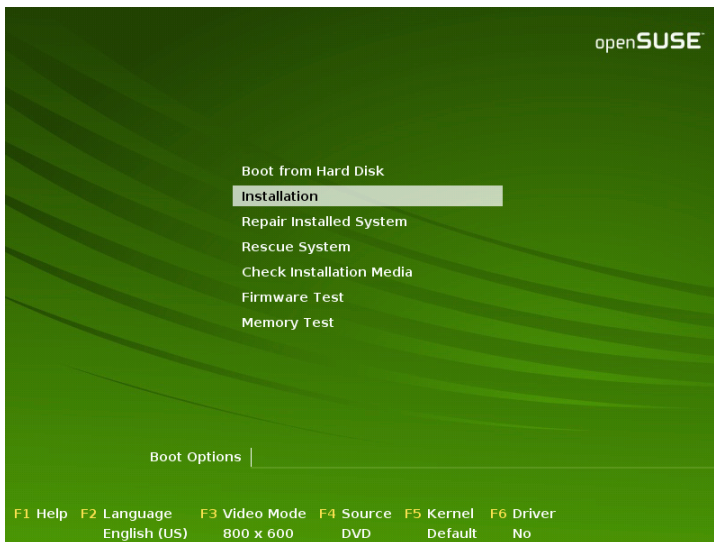 openSUSE
Boot from Hard Disk
Installation
Repair Installed System
Rescue System
Check Installation Media
Firmware Test
Memory Test
Boot Options
F1 Help F2 Language F3 Video Mode F4 Source F5 Kernel F6 Driver
English (US) 800 x 600 DVD Default No